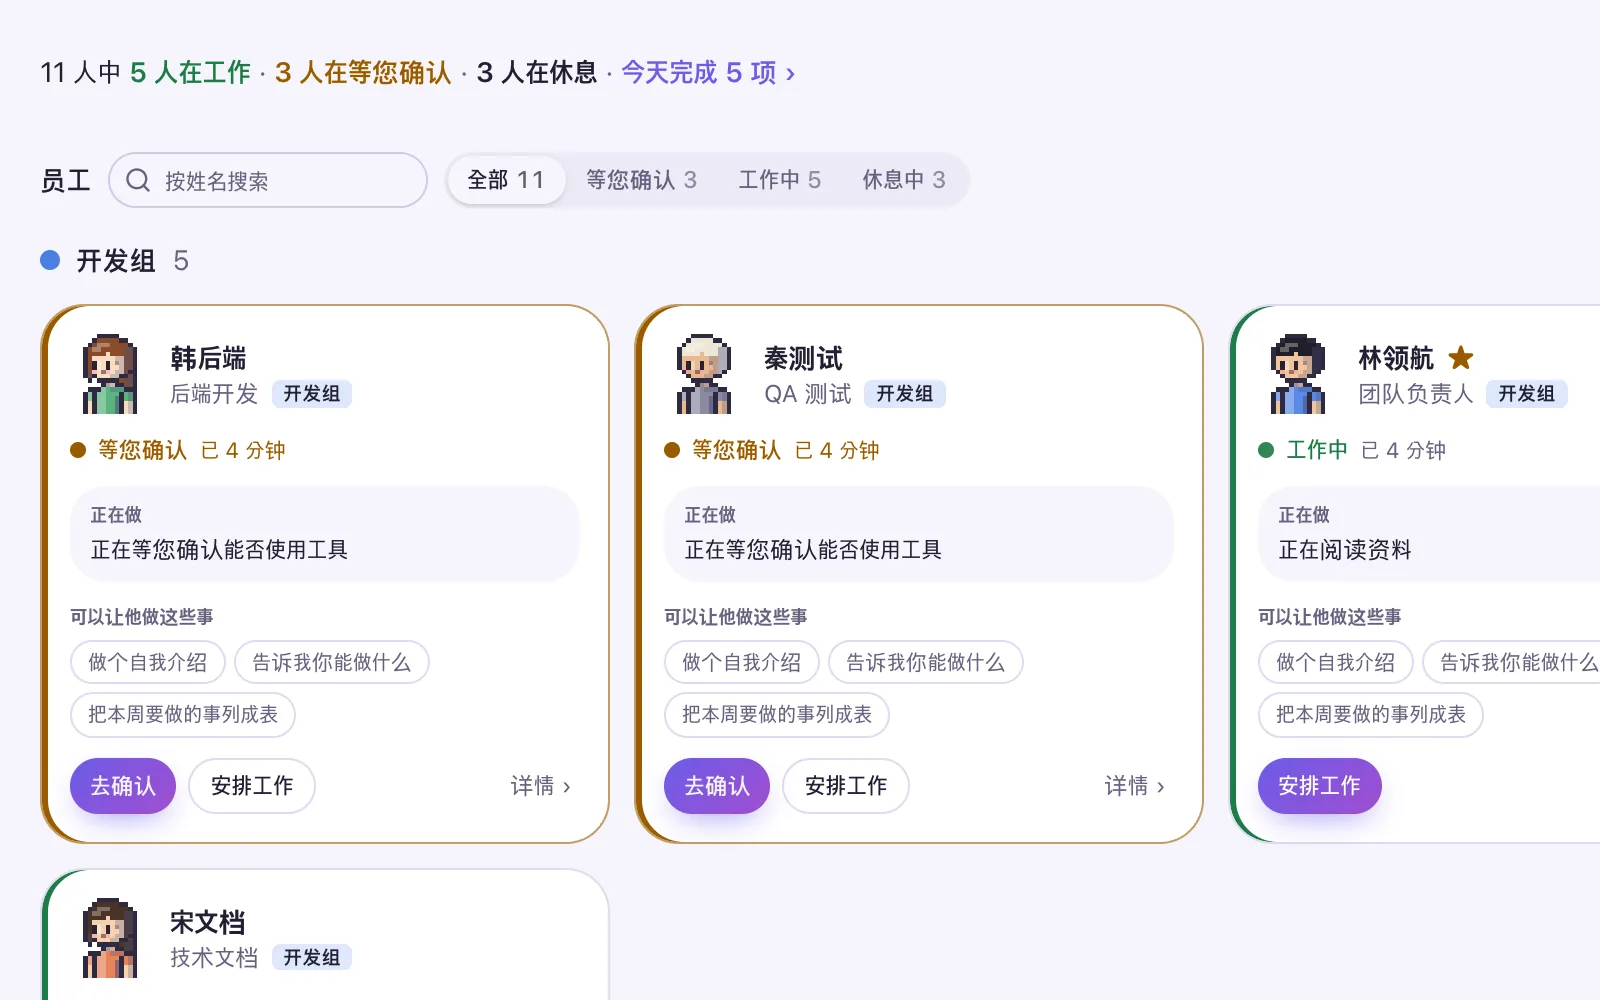 11 人中 5 人在工作 · 3 人在等您确认 · 3 人在休息 · 今天完成 5 项 ›
员工 按姓名搜索 全部 11 等您确认 3 工作中 5 休息中 3
开发组 5
韩后端
后端开发 开发组
等您确认 已 4 分钟
正在做
正在等您确认能否使用工具
可以让他做这些事
做个自我介绍 告诉我你能做什么
把本周要做的事列成表
去确认 安排工作 详情 ›
秦测试
QA 测试 开发组
等您确认 已 4 分钟
正在做
正在等您确认能否使用工具
可以让他做这些事
做个自我介绍 告诉我你能做什么
把本周要做的事列成表
去确认 安排工作 详情 ›
林领航
团队负责人 开发组
工作中 已 4 分钟
正在做
正在阅读资料
可以让他做这些事
做个自我介绍 告诉我你能做什么
把本周要做的事列成表
安排工作
宋文档
技术文档 开发组